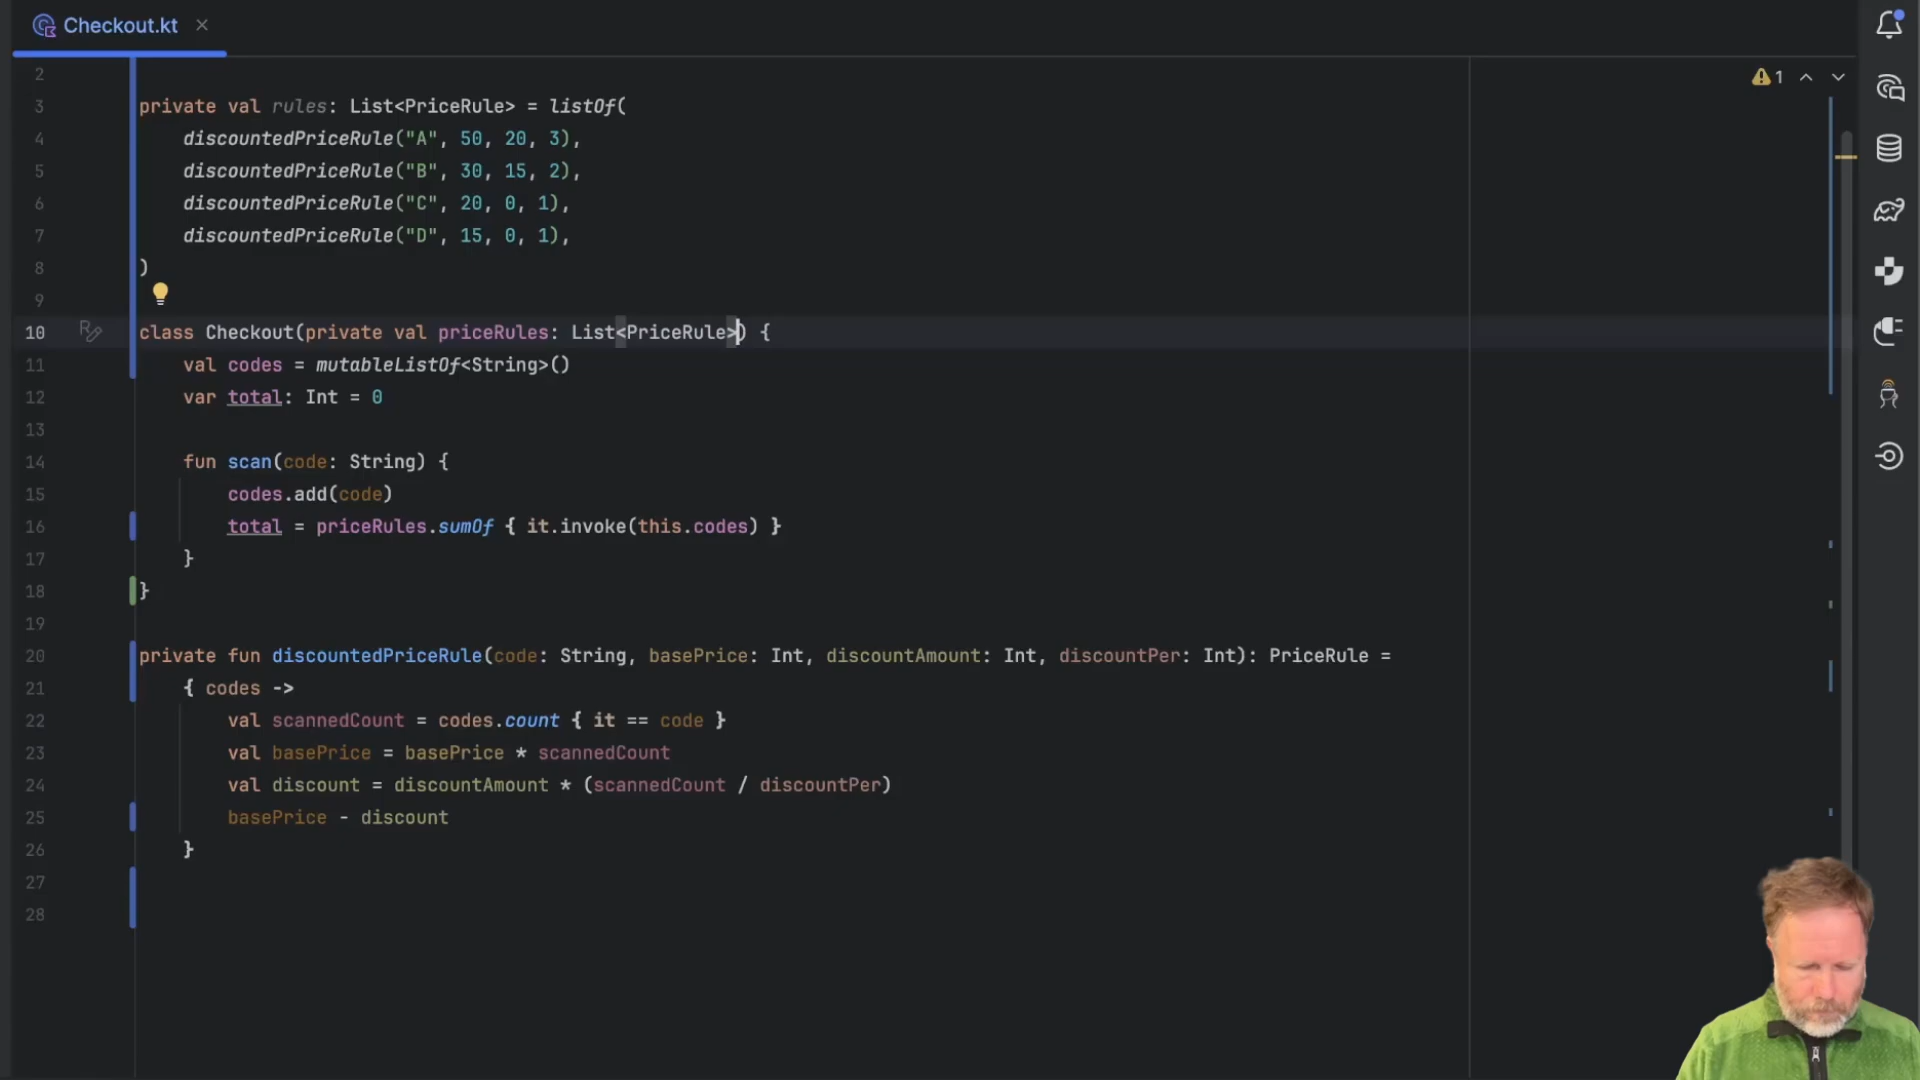 Checkout.kt
1
2
3 private val rules: List<PriceRule> = listOf(
4 discountedPriceRule("A", 50, 20, 3),
5 discountedPriceRule("B", 30, 15, 2),
6 discountedPriceRule("C", 20, 0, 1),
7 discountedPriceRule("D", 15, 0, 1),
8 )
9
10 class Checkout(private val priceRules: List<PriceRule>) {
11 val codes = mutableListOf<String>()
12 var total: Int = 0
13
14 fun scan(code: String) {
15 codes.add(code)
16 total = priceRules.sumOf { it.invoke(this.codes) }
17 }
18 }
19
20 private fun discountedPriceRule(code: String, basePrice: Int, discountAmount: Int, discountPer: Int): PriceRule =
21 { codes ->
22 val scannedCount = codes.count { it == code }
23 val basePrice = basePrice * scannedCount
24 val discount = discountAmount * (scannedCount / discountPer)
25 basePrice - discount
26 }
27
28